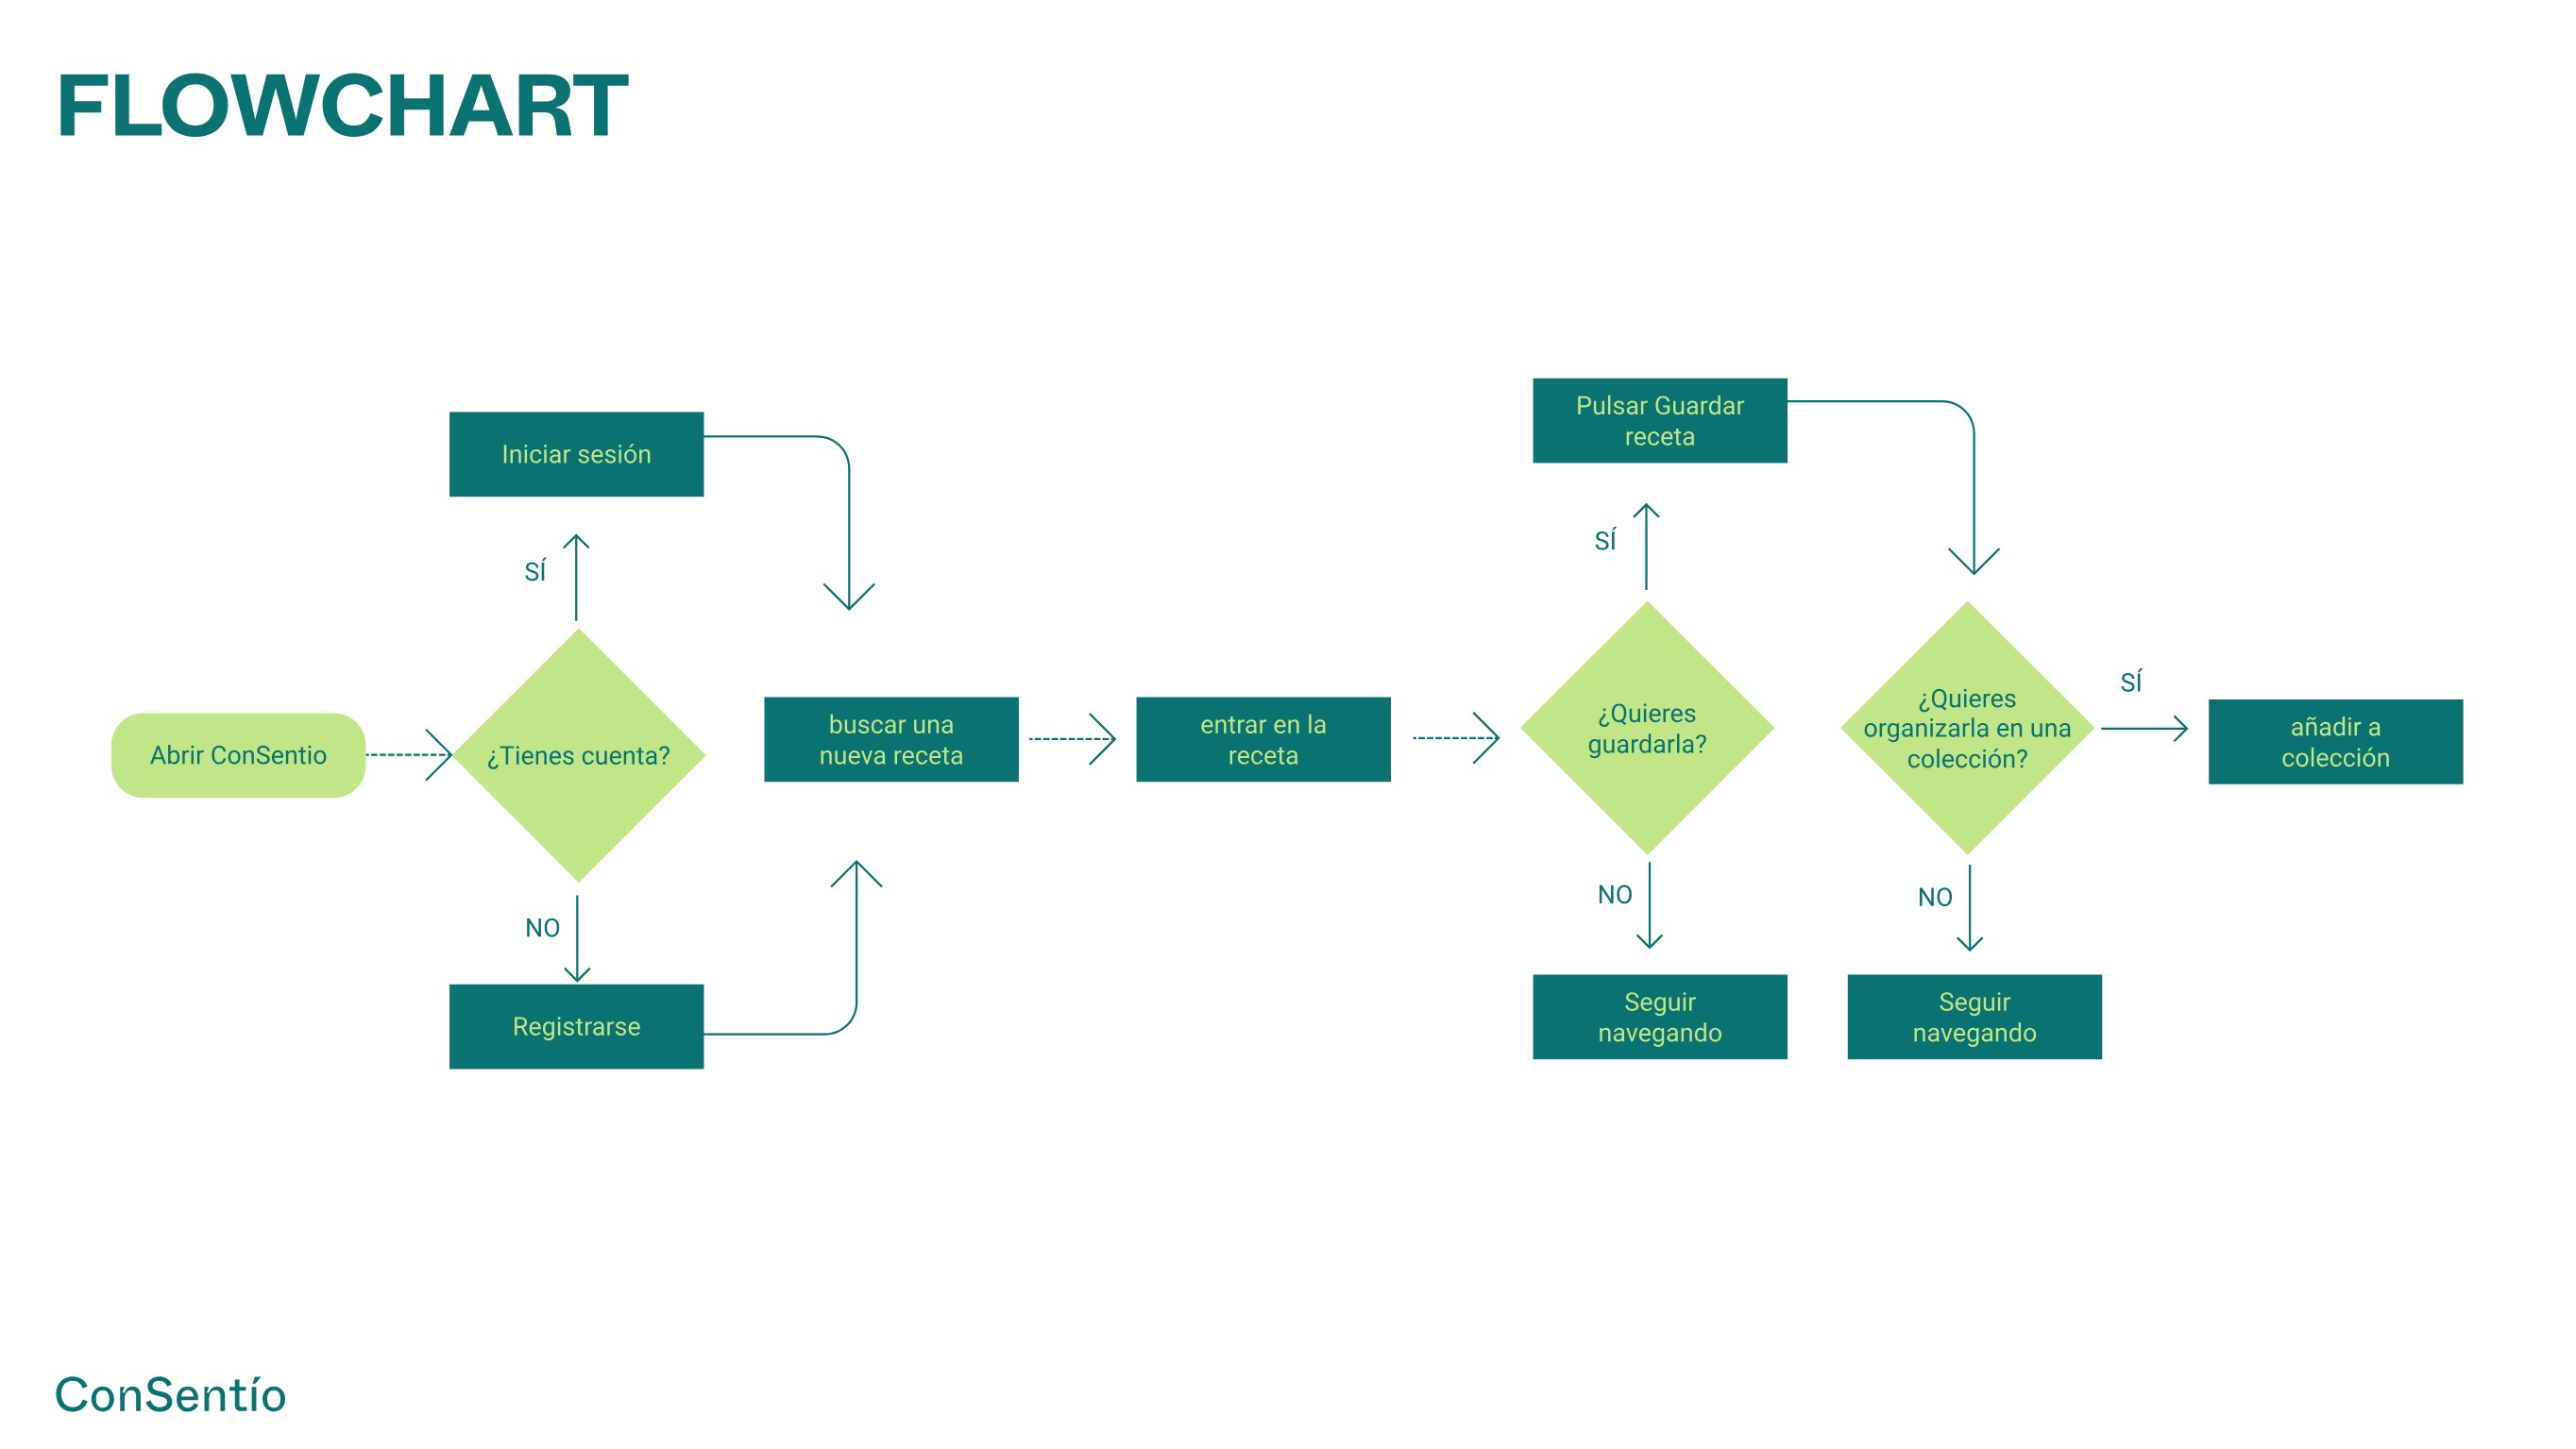 FLOWCHART
Abrir ConSentio
¿Tienes cuenta?
SÍ
Iniciar sesión
NO
Registrarse
buscar una
nueva receta
entrar en la
receta
¿Quieres
guardarla?
SÍ
Pulsar Guardar
receta
NO
Seguir
navegando
¿Quieres
organizarla en una
colección?
SÍ
añadir a
colección
NO
Seguir
navegando
ConSentío